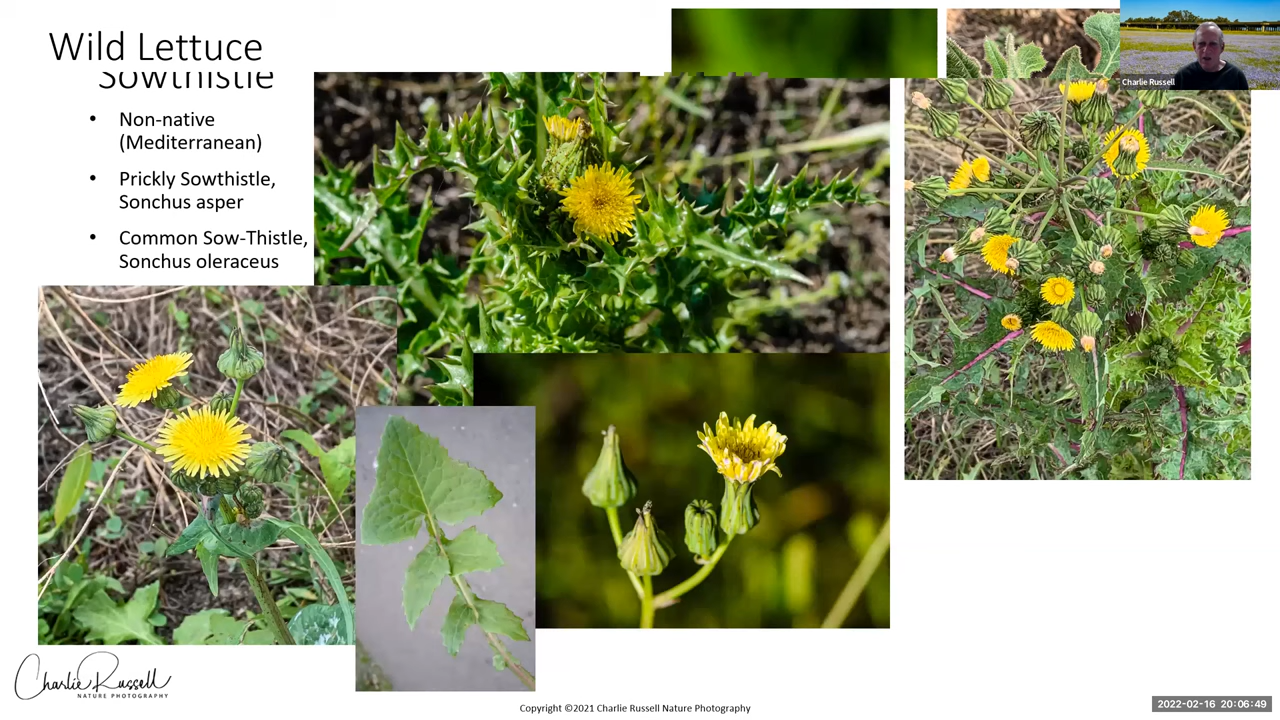 Wild Lettuce
Sowthistle
• Non-native
(Mediterranean)
• Prickly Sowthistle,
Sonchus asper
• Common Sow-Thistle,
Sonchus oleraceus
Charlie Russell
Charlie Russell
NATURE PHOTOGRAPHY
Copyright ©2021 Charlie Russell Nature Photography
2022-02-16 20:06:49